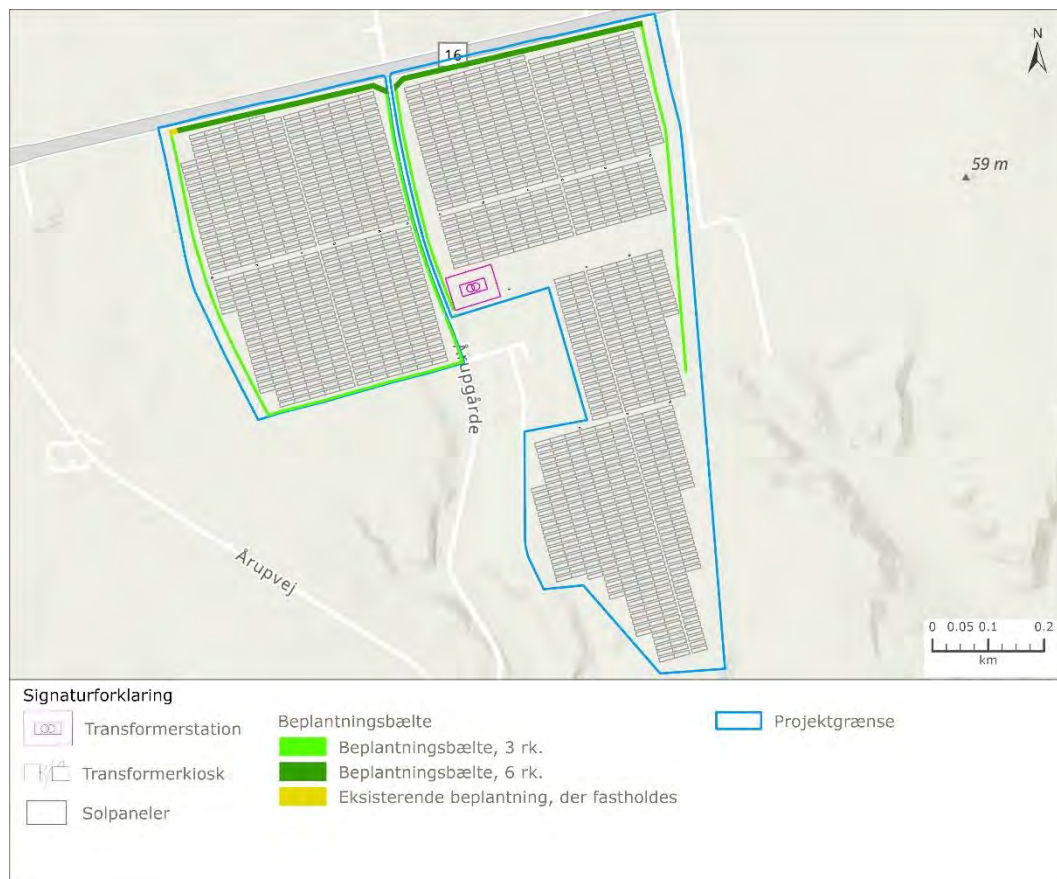 N
16
59 m
Årupgårde
Årupvej
0 0.05 0.1 0.2
km
Signaturforklaring
Transformerstation
Transformerkiosk
Solpaneler
Beplantningsbælte
Beplantningsbælte, 3 rk.
Beplantningsbælte, 6 rk.
Eksisterende beplantning, der fastholdes
Projektgrænse